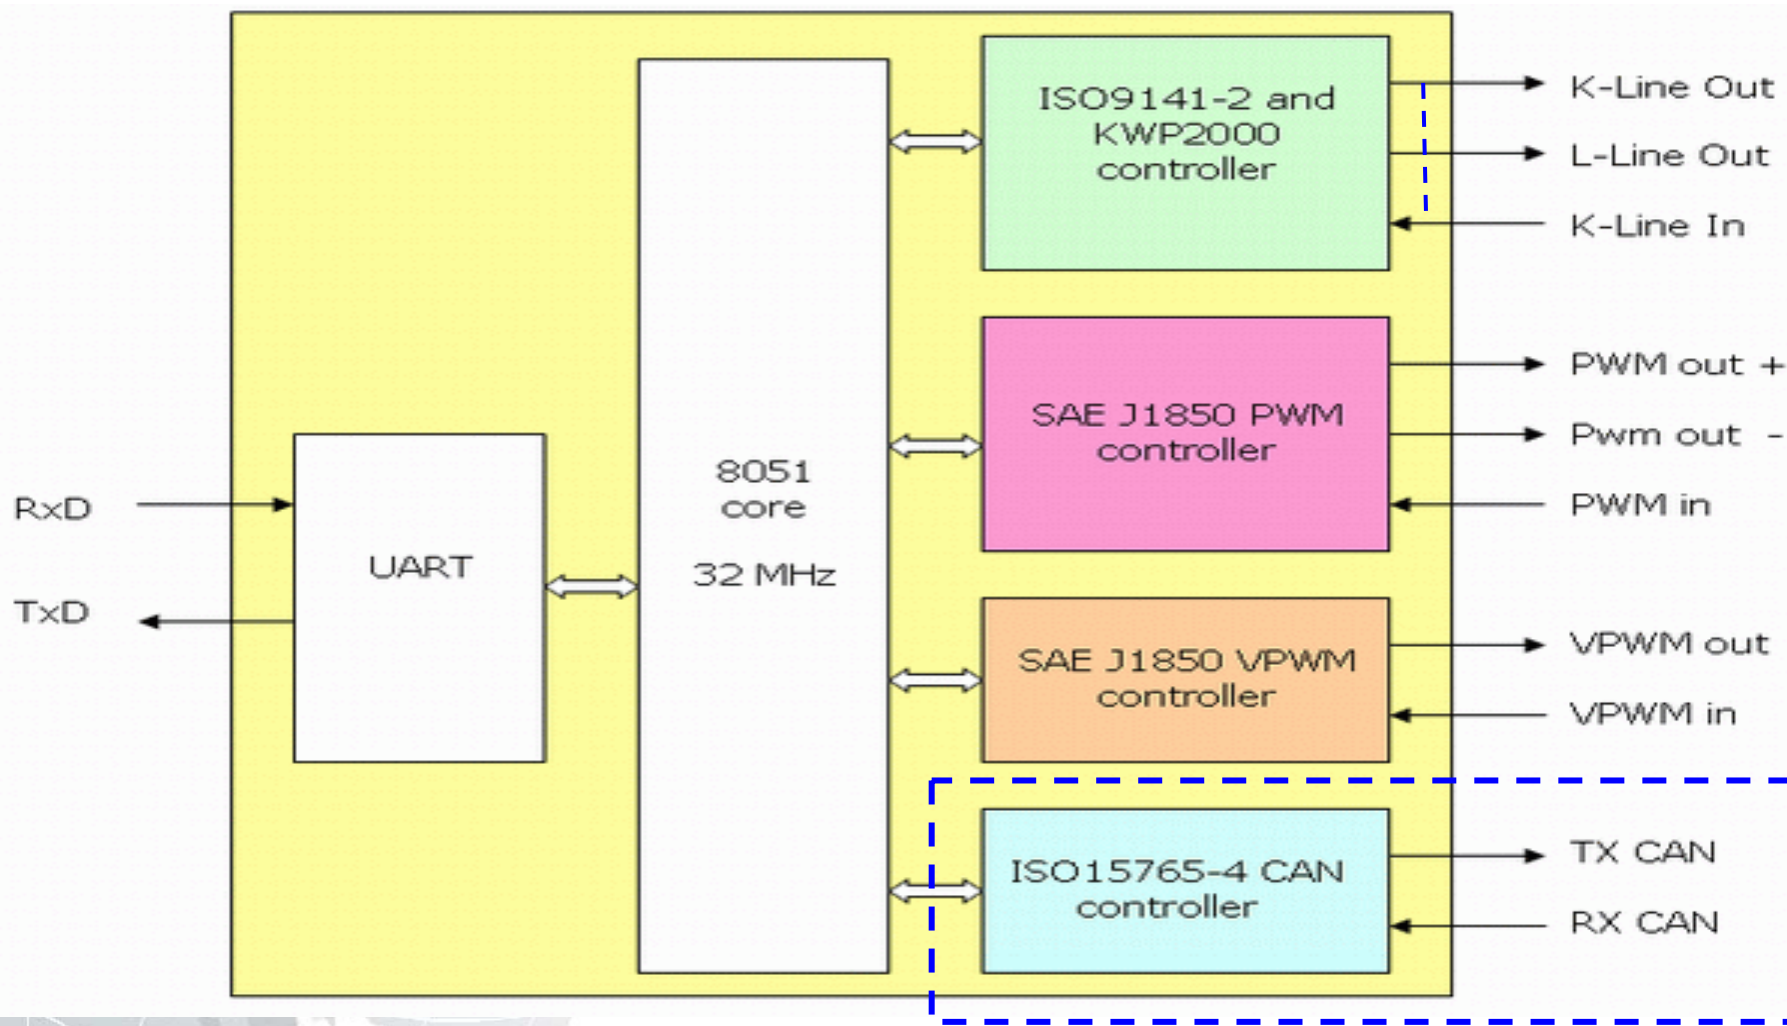 ISO9141-2 and
KWP2000
controller
K-Line Out
L-Line Out
K-Line In
SAE J1850 PWM
controller
PWM out +
Pwm out -
PWM in
8051
core
32 MHz
RxD
TxD
UART
SAE J1850 VPWM
controller
VPWM out
VPWM in
ISO15765-4 CAN
controller
TX CAN
RX CAN